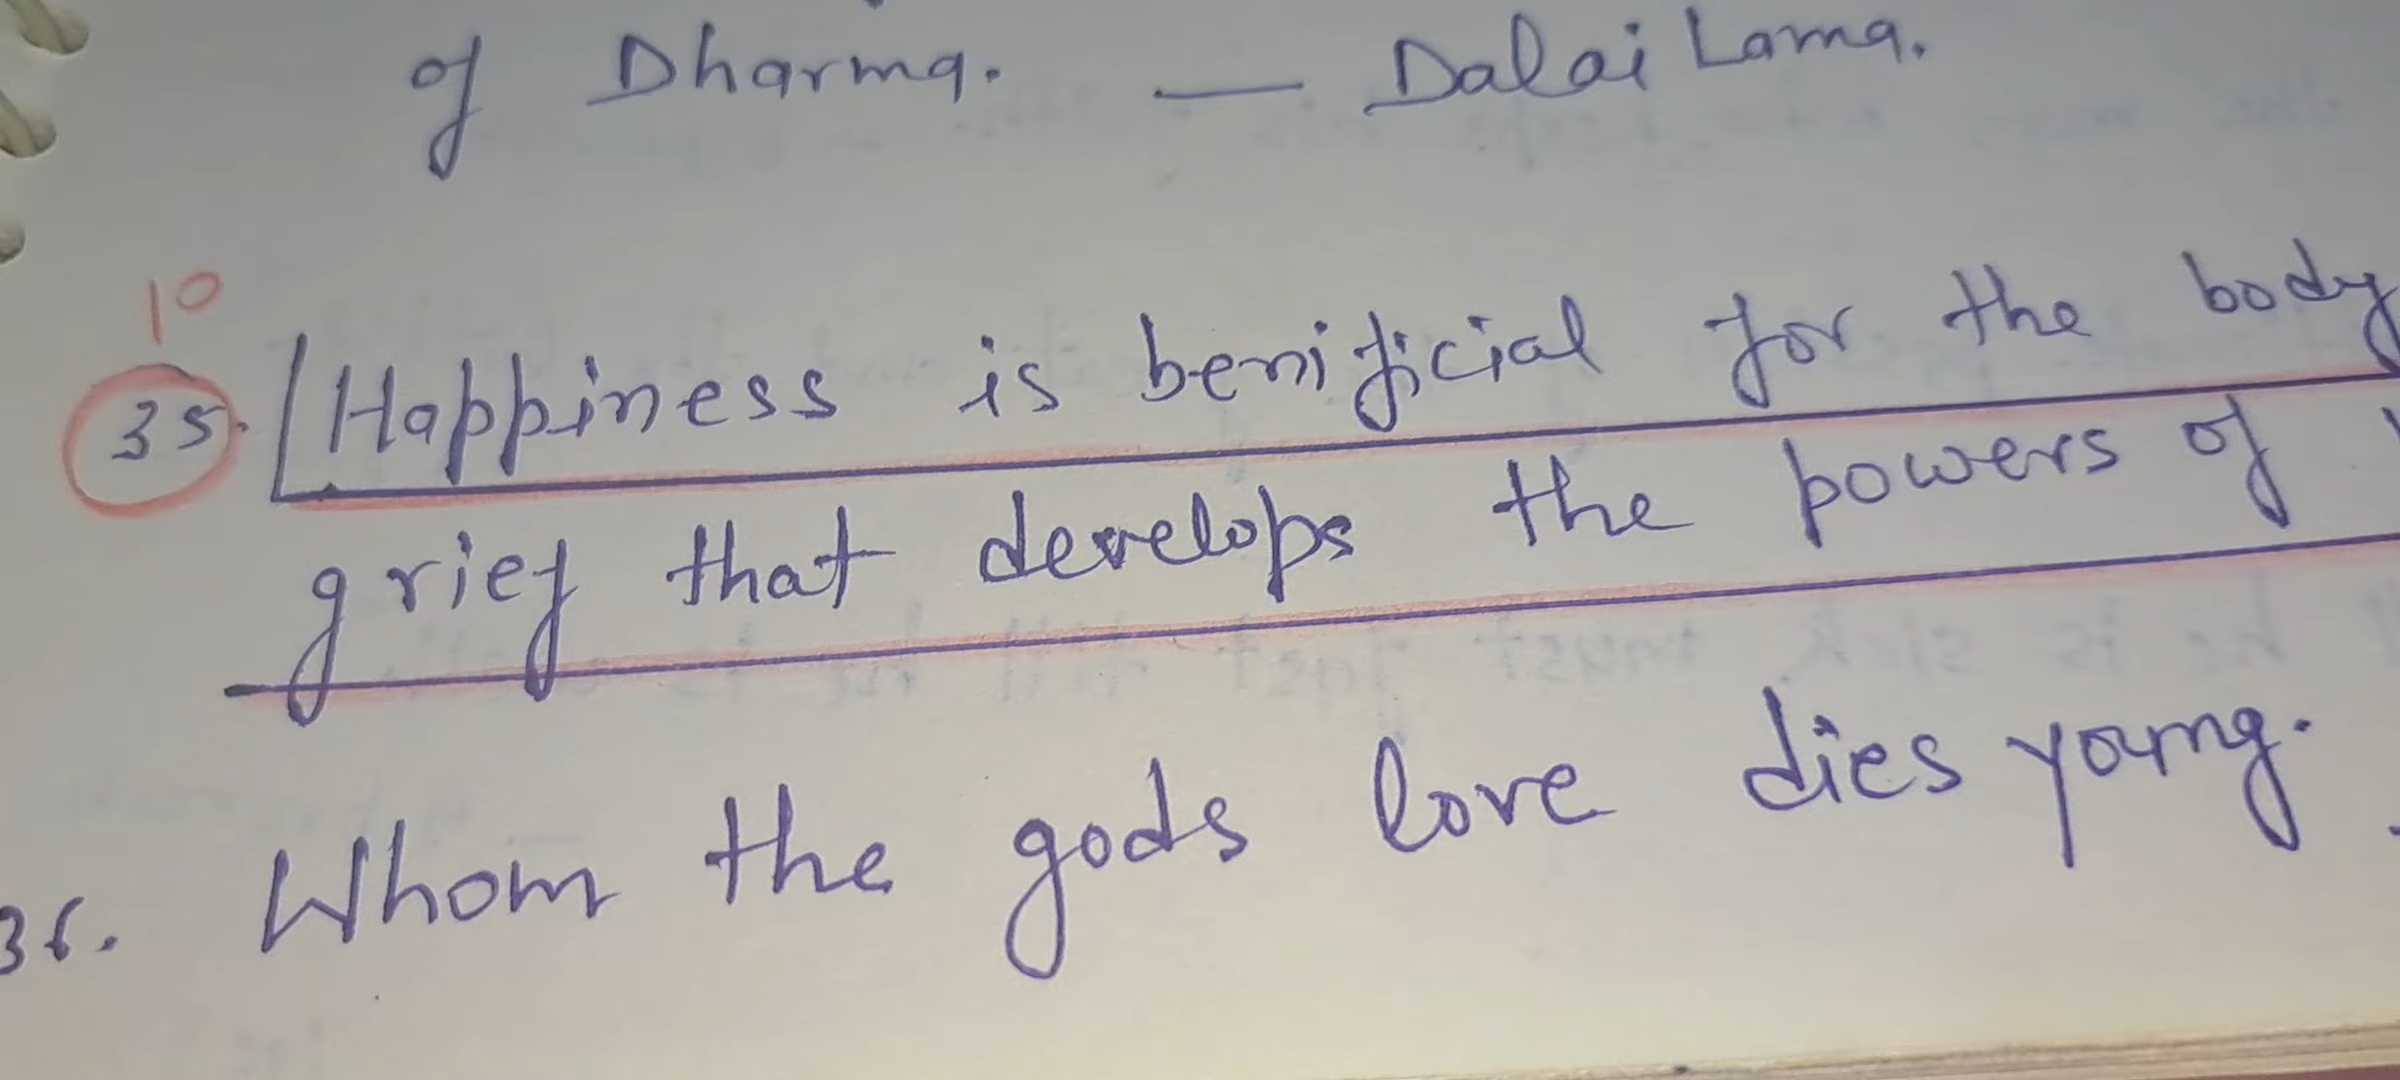 of Dharma. — Dalai Lama.
10
35. Happiness is benificial for the body
grief that develops the powers of
36. Whom the gods love dies young.